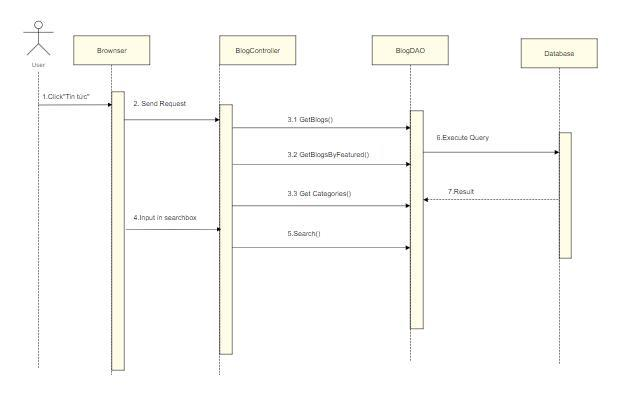 User
Brownser
BlogController
BlogDAO
Database
1.Click"Tin tức"
2. Send Request
3.1 GetBlogs()
3.2 GetBlogsByFeatured()
3.3 Get Categories()
4.Input in searchbox
5.Search()
6.Execute Query
7.Result